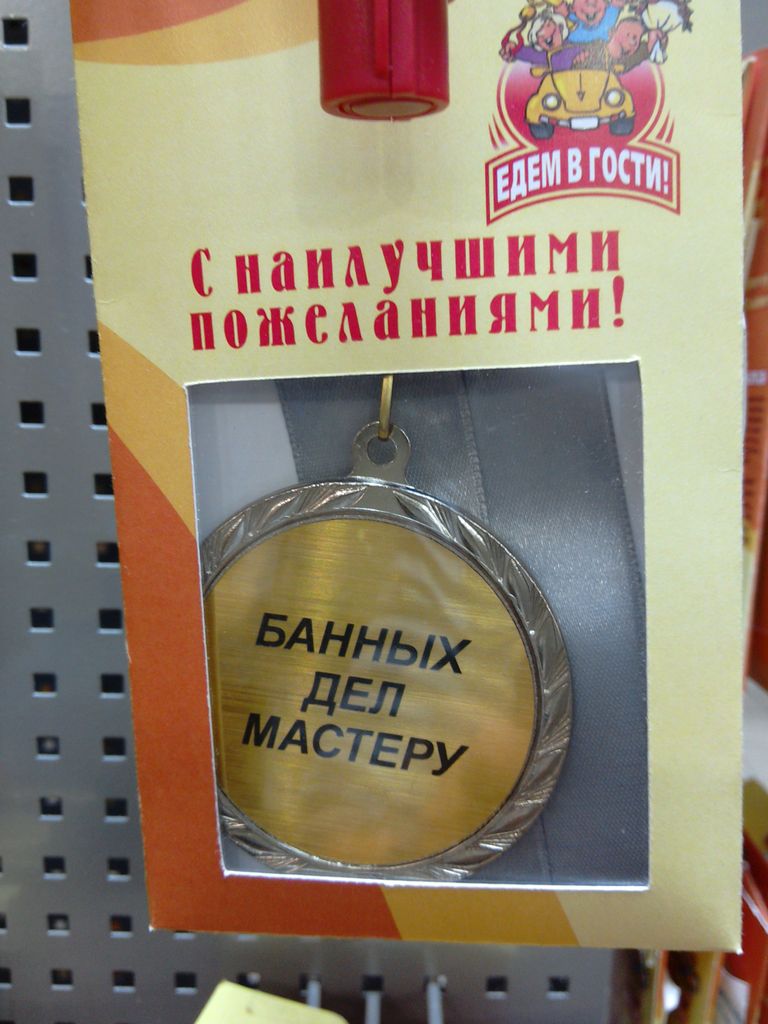 ЕДЕМ В ГОСТИ!
С наилучшими
пожеланиями!
БАННЫХ
ДЕЛ
МАСТЕРУ